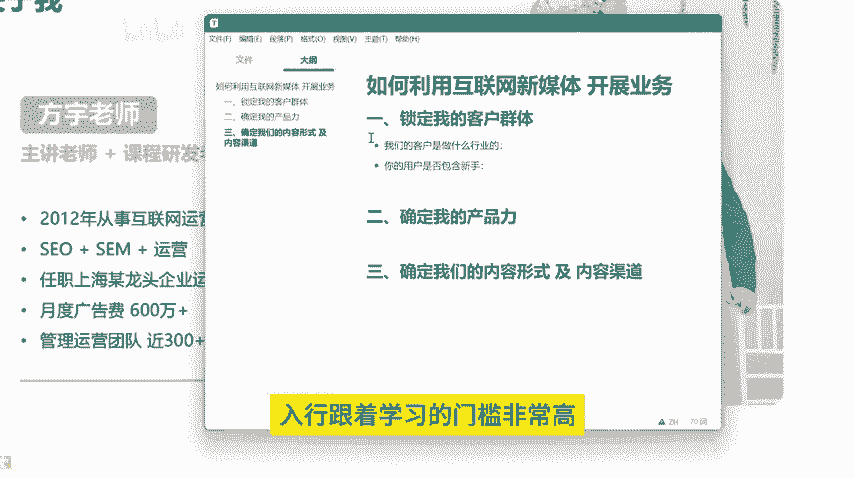 于我
方宇老师
主讲老师 + 课程研发
2012年从事互联网运营
SEO + SEM + 运营
任职上海某龙头企业运
月度广告费 600万+
管理运营团队 近300+
文件(F) 编辑(E) 段落(P) 格式(O) 视图(V) 主题(T) 帮助(H)
文件 大纲
如何利用互联网新媒体 开展业务
一、锁定我的客户群体
二、确定我的产品力
三、确定我们的内容形式 及
内容渠道
如何利用互联网新媒体 开展业务
一、锁定我的客户群体
我们的客户是做什么行业的:
你的用户是否包含新手:
二、确定我的产品力
三、确定我们的内容形式 及 内容渠道
ZH 70 词
入行跟着学习的门槛非常高